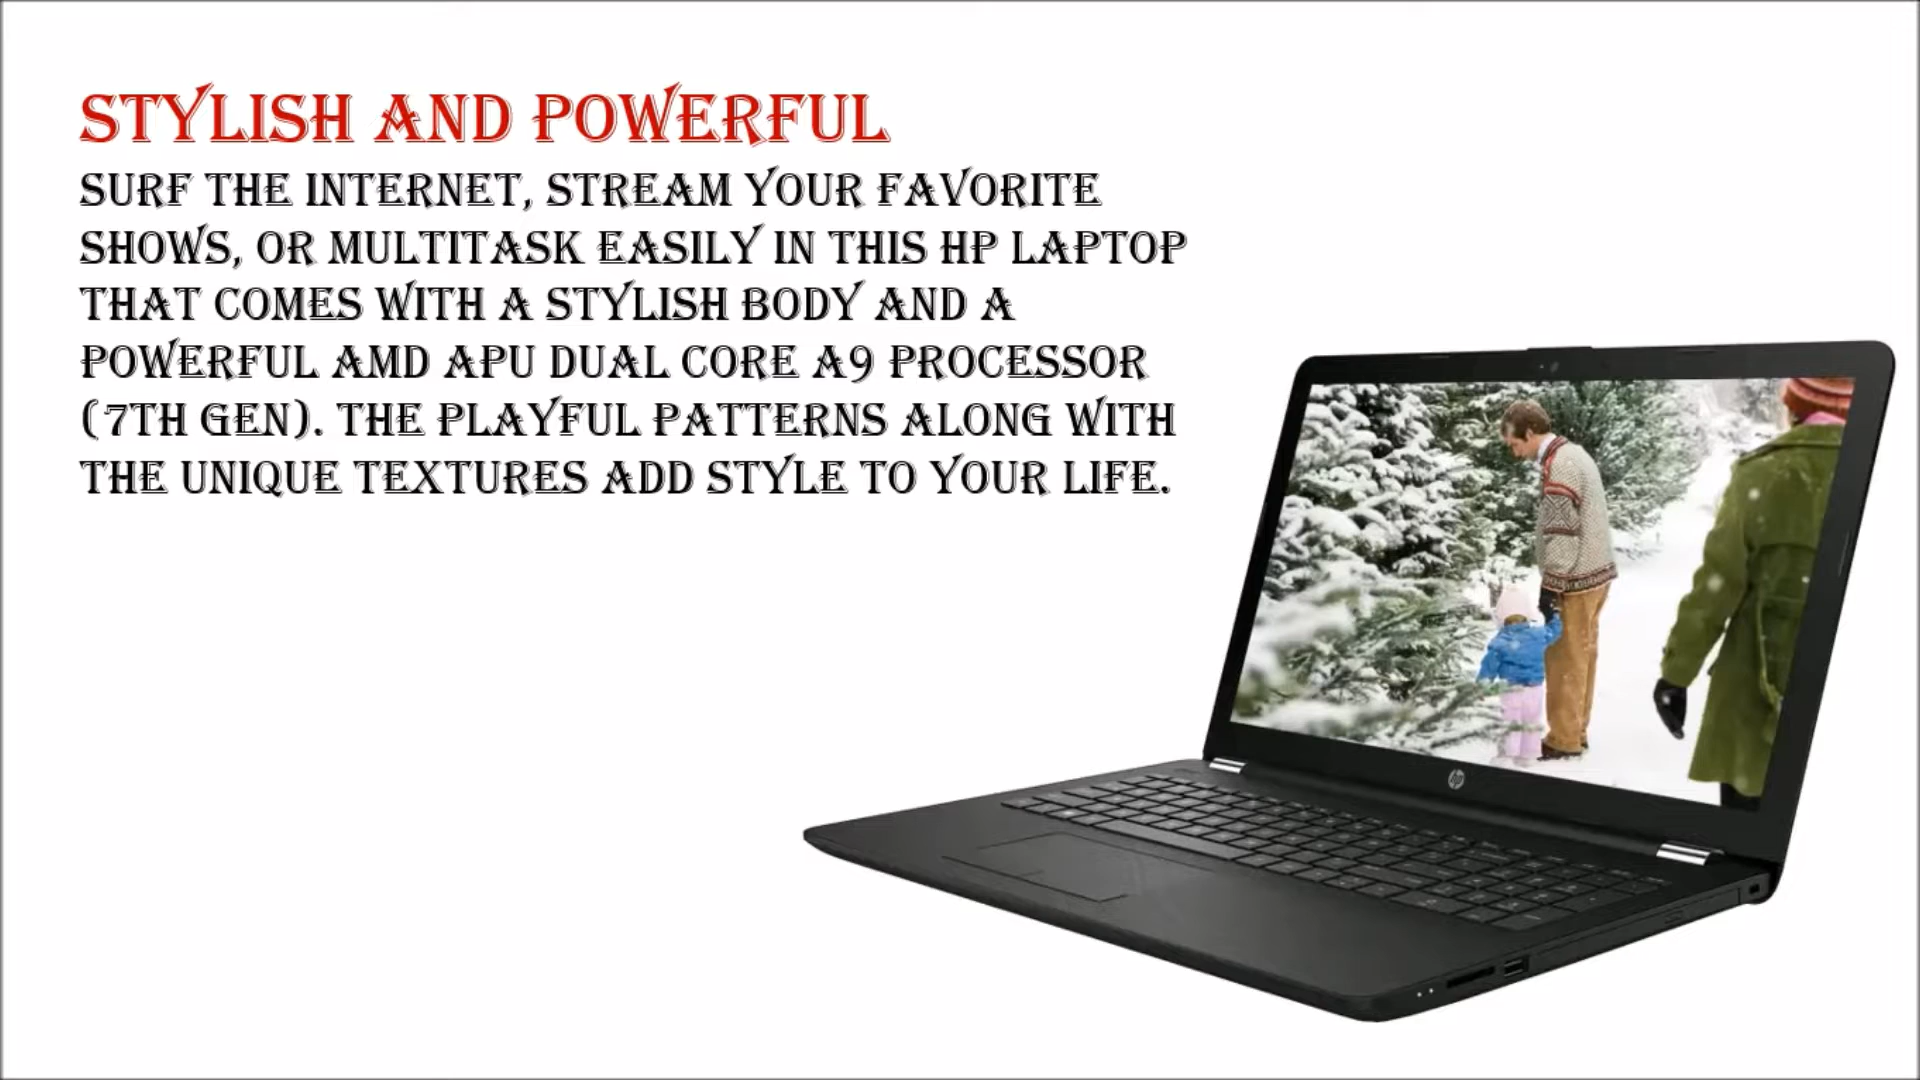 STYLISH AND POWERFUL
SURF THE INTERNET, STREAM YOUR FAVORITE
SHOWS, OR MULTITASK EASILY IN THIS HP LAPTOP
THAT COMES WITH A STYLISH BODY AND A
POWERFUL AMD APU DUAL CORE A9 PROCESSOR
(7TH GEN). THE PLAYFUL PATTERNS ALONG WITH
THE UNIQUE TEXTURES ADD STYLE TO YOUR LIFE.
hp